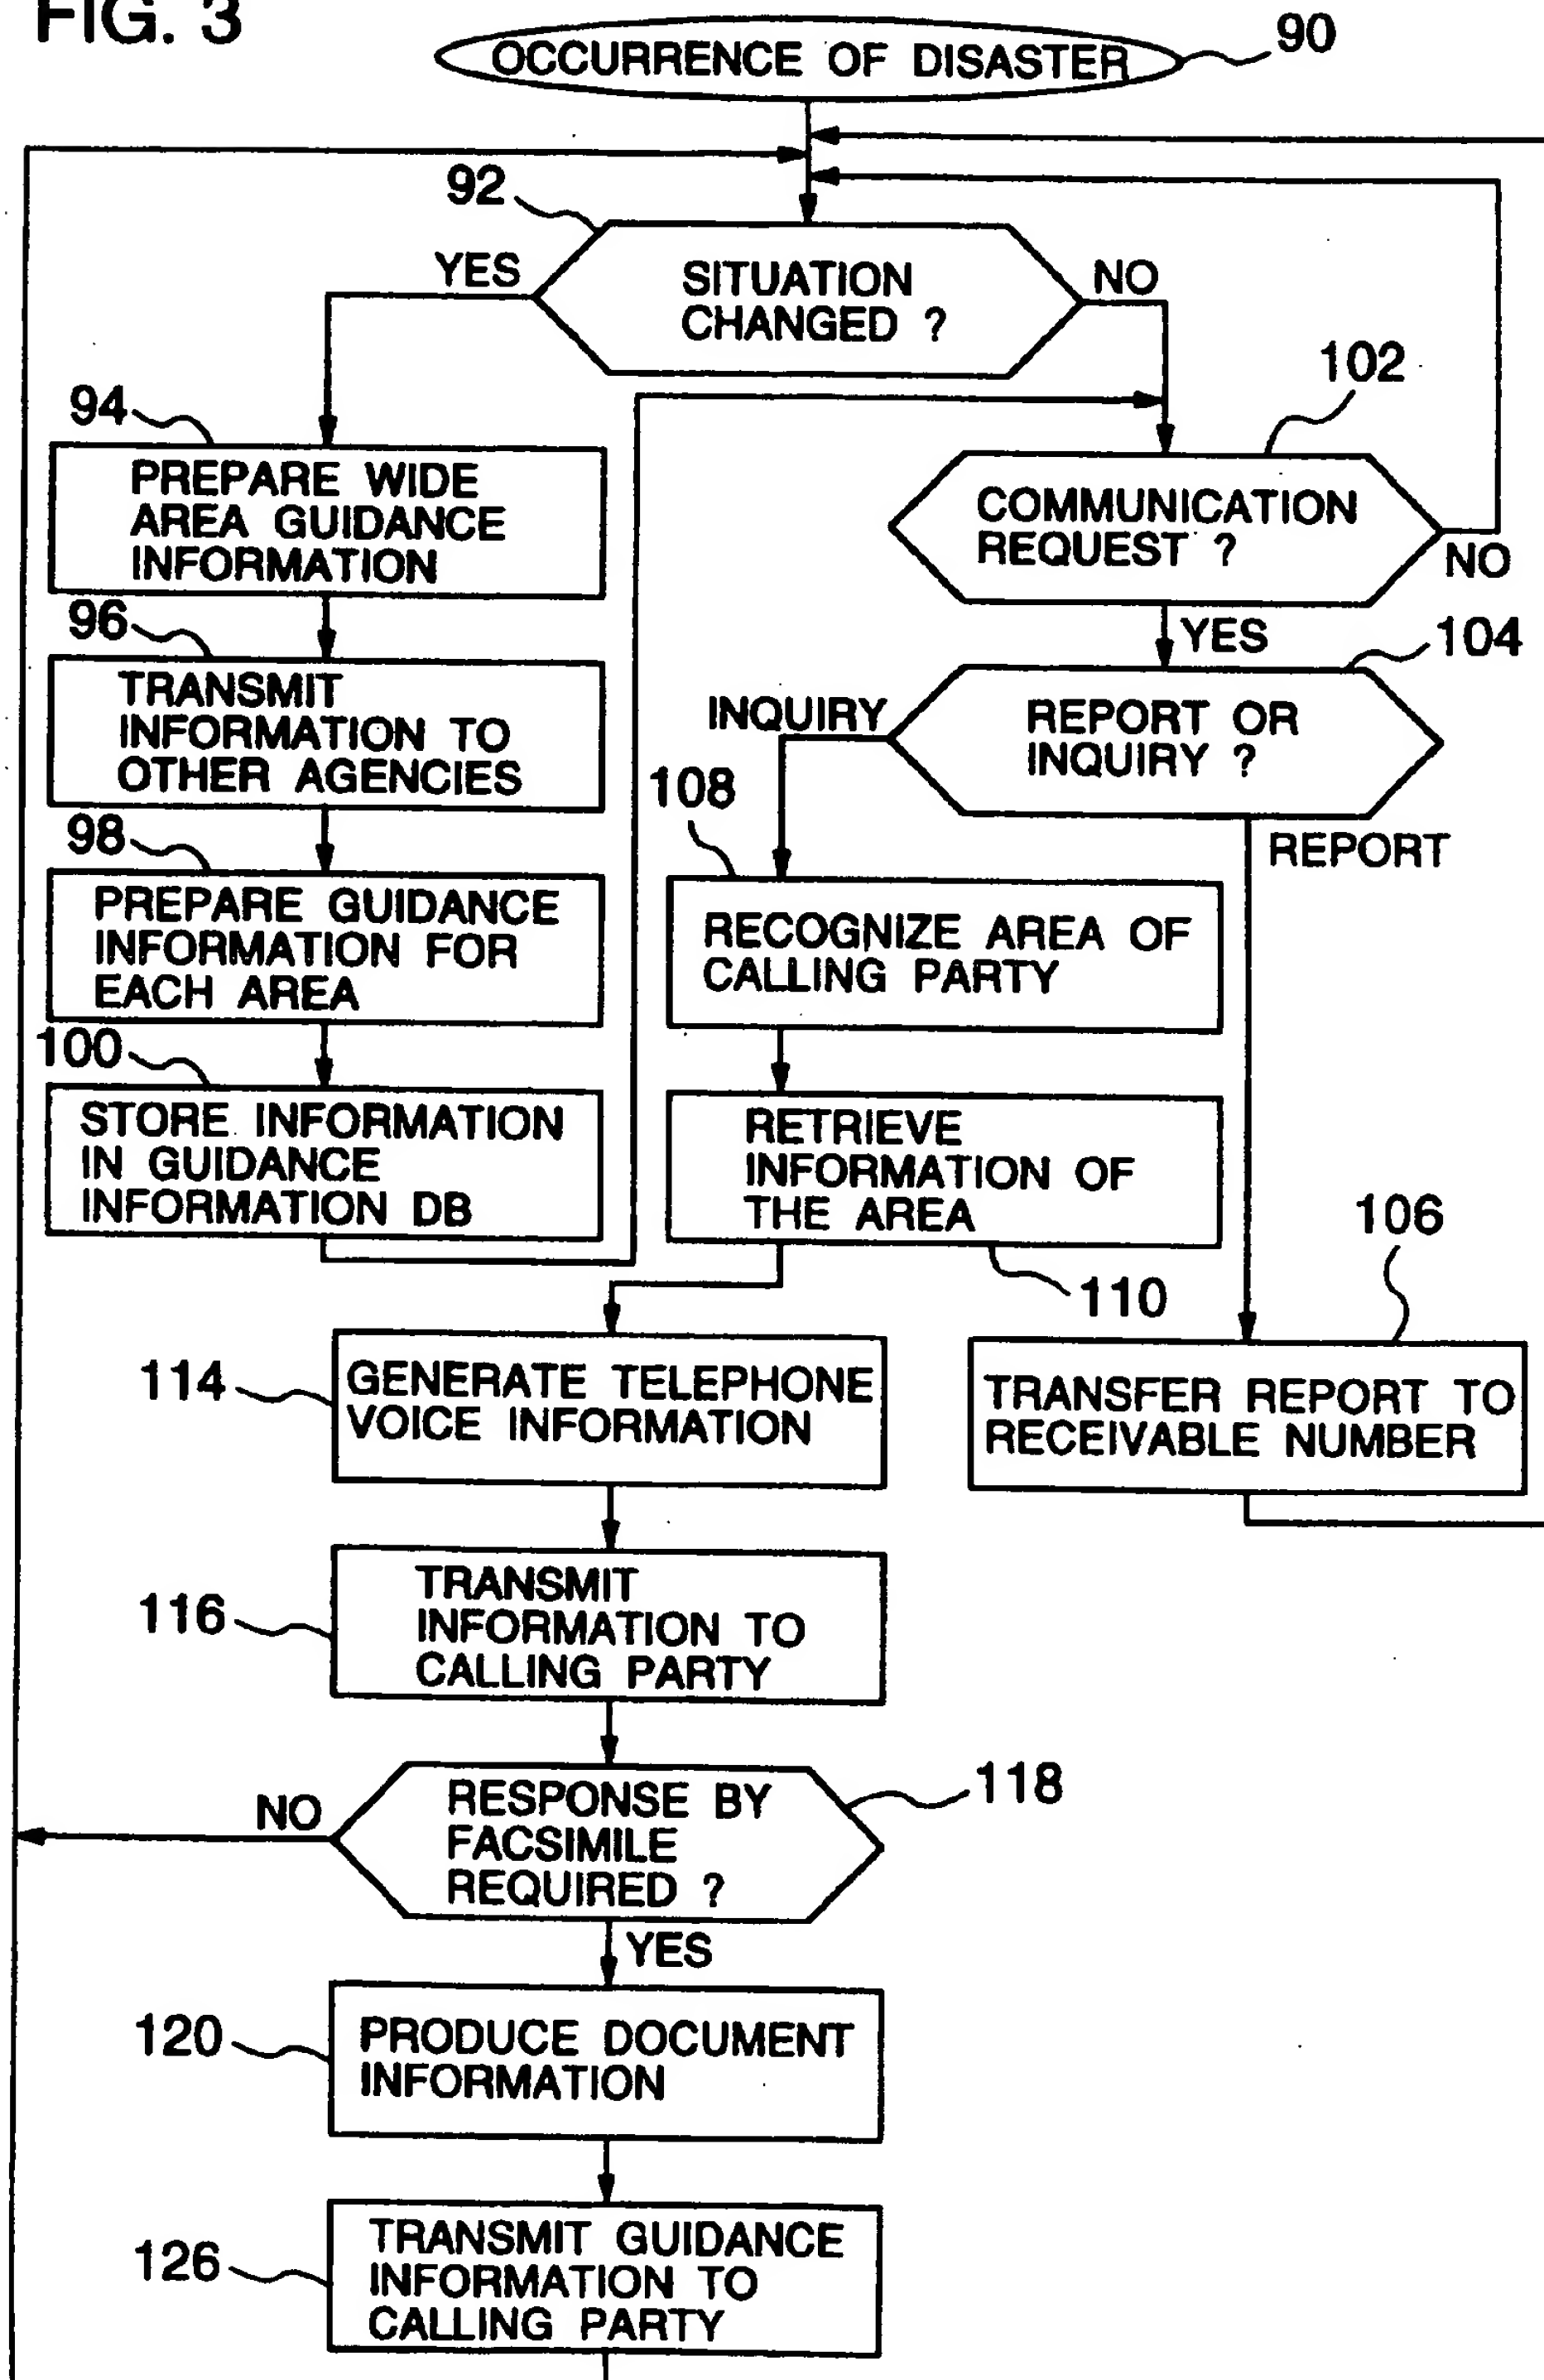 FIG. 3
OCCURRENCE OF DISASTER
90
92
YES
SITUATION
CHANGED ?
NO
94
PREPARE WIDE
AREA GUIDANCE
INFORMATION
102
COMMUNICATION
REQUEST ?
NO
YES
96
TRANSMIT
INFORMATION TO
OTHER AGENCIES
104
REPORT OR
INQUIRY ?
INQUIRY
REPORT
98
PREPARE GUIDANCE
INFORMATION FOR
EACH AREA
108
RECOGNIZE AREA OF
CALLING PARTY
100
STORE INFORMATION
IN GUIDANCE
INFORMATION DB
RETRIEVE
INFORMATION OF
THE AREA
110
106
TRANSFER REPORT TO
RECEIVABLE NUMBER
114
GENERATE TELEPHONE
VOICE INFORMATION
116
TRANSMIT
INFORMATION TO
CALLING PARTY
NO
RESPONSE BY
FACSIMILE
REQUIRED ?
118
YES
120
PRODUCE DOCUMENT
INFORMATION
126
TRANSMIT GUIDANCE
INFORMATION TO
CALLING PARTY